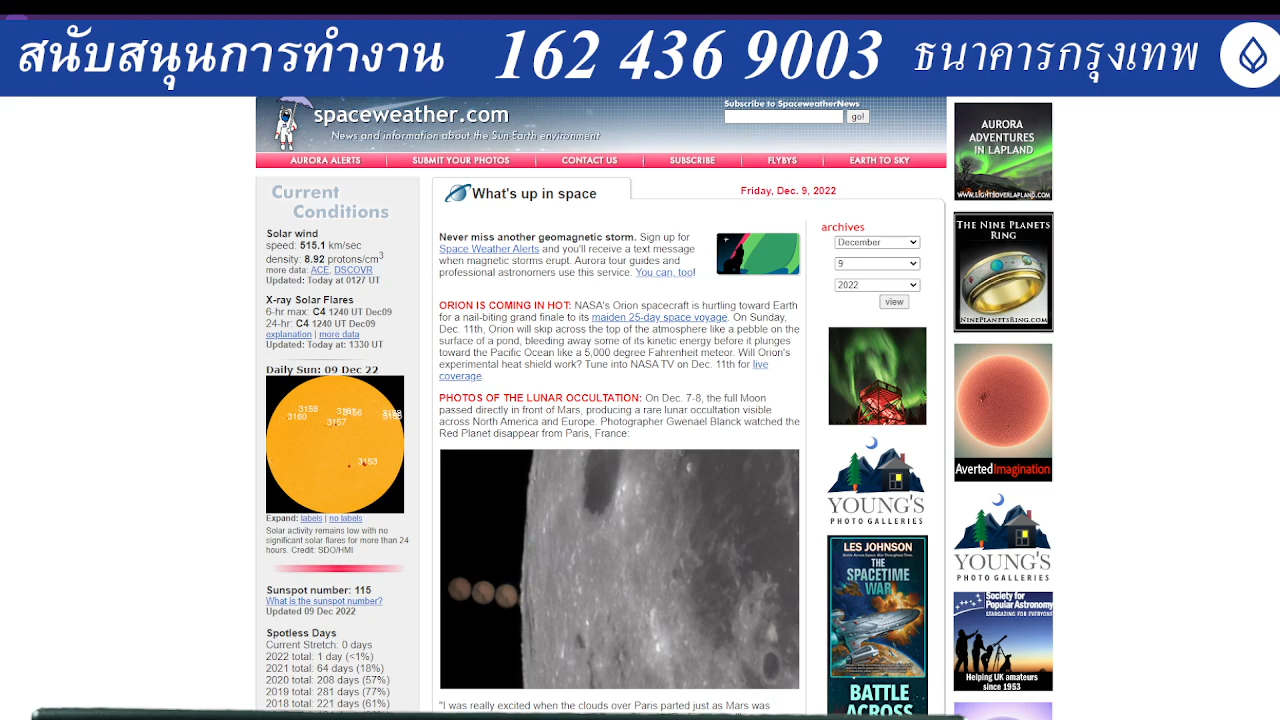 สนับสนุนการทำงาน 162 436 9003 ธนาคารกรุงเทพ
spaceweather.com
News and information about the Sun-Earth environment
Subscribe to SpaceweatherNews
go!
AURORA ALERTS
SUBMIT YOUR PHOTOS
CONTACT US
SUBSCRIBE
FLYBYS
EARTH TO SKY
Current
Conditions
Solar wind
speed: 515.1 km/sec
density: 8.92 protons/cm3
more data: ACE, DSCOVR
Updated: Today at 0127 UT
X-ray Solar Flares
6-hr max: C4 1240 UT Dec09
24-hr: C4 1240 UT Dec09
explanation | more data
Updated: Today at: 1330 UT
Daily Sun: 09 Dec 22
3159
3160
3156
3157
3153
Expand: labels | no labels
Solar activity remains low with no
significant solar flares for more than 24
hours. Credit: SDO/HMI
Sunspot number: 115
What is the sunspot number?
Updated 09 Dec 2022
Spotless Days
Current Stretch: 0 days
2022 total: 1 day (<1%)
2021 total: 64 days (18%)
2020 total: 208 days (57%)
2019 total: 281 days (77%)
2018 total: 221 days (61%)
What's up in space
Friday, Dec. 9, 2022
Never miss another geomagnetic storm. Sign up for
Space Weather Alerts and you'll receive a text message
when magnetic storms erupt. Aurora tour guides and
professional astronomers use this service. You can, too!
ORION IS COMING IN HOT: NASA's Orion spacecraft is hurtling toward Earth
for a nail-biting grand finale to its maiden 25-day space voyage. On Sunday,
Dec. 11th, Orion will skip across the top of the atmosphere like a pebble on the
surface of a pond, bleeding away some of its kinetic energy before it plunges
toward the Pacific Ocean like a 5,000 degree Fahrenheit meteor. Will Orion's
experimental heat shield work? Tune into NASA TV on Dec. 11th for live
coverage.
PHOTOS OF THE LUNAR OCCULTATION: On Dec. 7-8, the full Moon
passed directly in front of Mars, producing a rare lunar occultation visible
across North America and Europe. Photographer Gwenael Blanck watched the
Red Planet disappear from Paris, France:
"I was really excited when the clouds over Paris parted just as Mars was
archives
December
9
2022
view
YOUNG'S
PHOTO GALLERIES
LES JOHNSON
THE
SPACETIME
WAR
BATTLE
ACROSS
AURORA
ADVENTURES
IN LAPLAND
WWW.LIGHTSOVERLAPLAND.COM
THE NINE PLANETS
RING
NINEPLANETSRING.COM
AvertedImagination
YOUNG'S
PHOTO GALLERIES
Society for
Popular Astronomy
STARGAZING FOR EVERYONE
Helping UK amateurs
since 1953